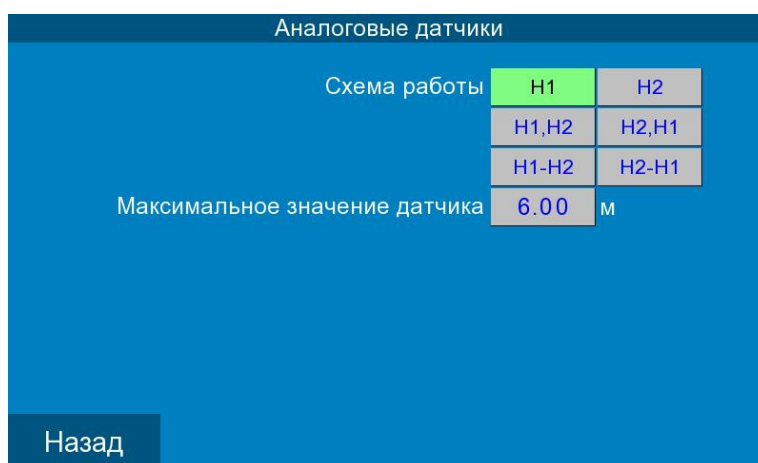 Аналоговые датчики
Схема работы H1 H2
H1,H2 H2,H1
H1-H2 H2-H1
Максимальное значение датчика 6.00 м
Назад